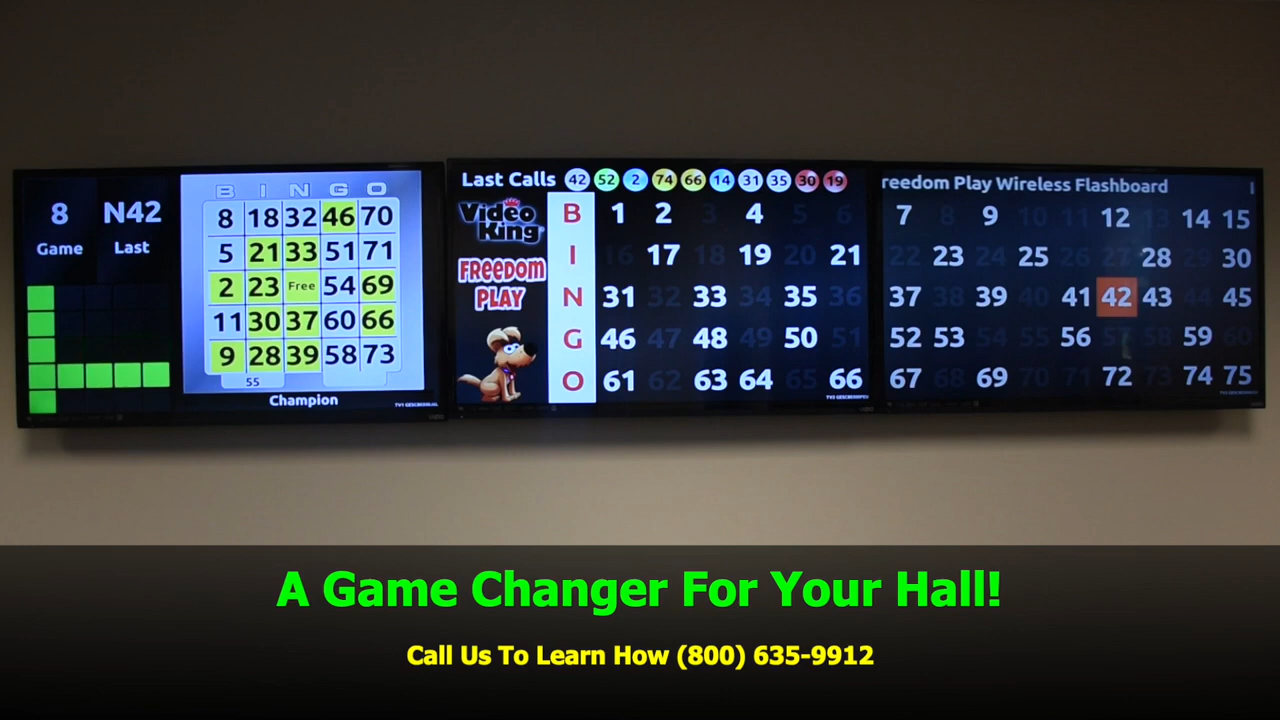 8 N42
Game Last
B I N G O
8 18 32 46 70
5 21 33 51 71
2 23 Free 54 69
11 30 37 60 66
9 28 39 58 73
55
Champion
Last Calls 42 52 2 74 66 14 31 35 30 19
Video King
FREEDOM PLAY
B 1 2 3 4 5 6
I 16 17 18 19 20 21
N 31 32 33 34 35 36
G 46 47 48 49 50 51
O 61 62 63 64 65 66
reedom Play Wireless Flashboard
7 8 9 10 11 12 13 14 15
22 23 24 25 26 27 28 29 30
37 38 39 40 41 42 43 44 45
52 53 54 55 56 57 58 59 60
67 68 69 70 71 72 73 74 75
A Game Changer For Your Hall!
Call Us To Learn How (800) 635-9912